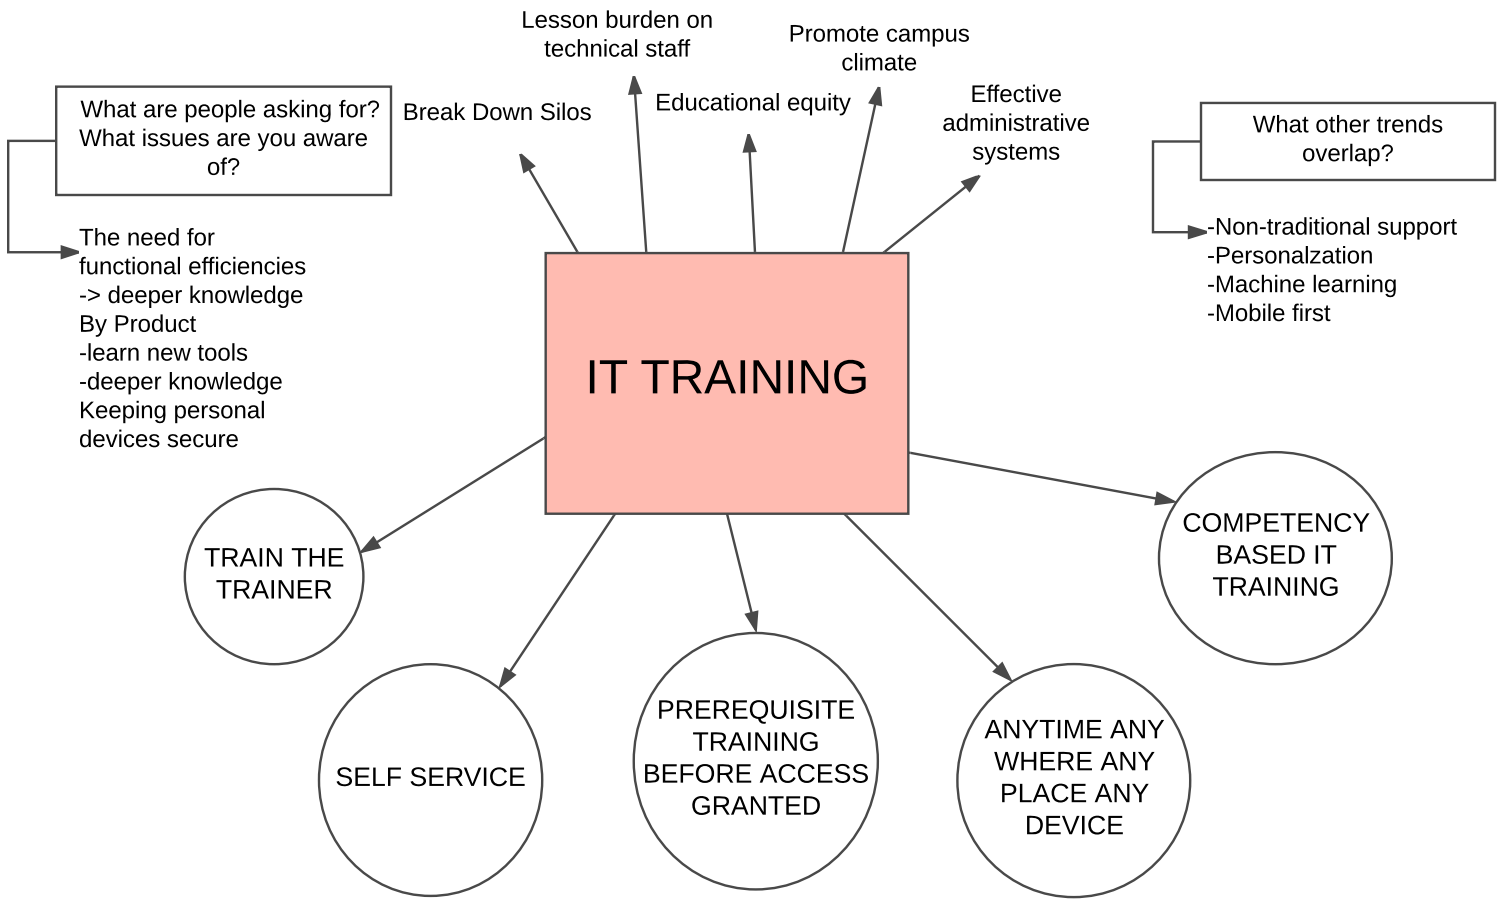 Lesson burden on
technical staff
Promote campus
climate
Break Down Silos
Educational equity
Effective
administrative
systems
What are people asking for?
What issues are you aware
of?
What other trends
overlap?
The need for
functional efficiencies
-> deeper knowledge
By Product
-learn new tools
-deeper knowledge
Keeping personal
devices secure
-Non-traditional support
-Personalzation
-Machine learning
-Mobile first
IT TRAINING
TRAIN THE
TRAINER
SELF SERVICE
PREREQUISITE
TRAINING
BEFORE ACCESS
GRANTED
ANYTIME ANY
WHERE ANY
PLACE ANY
DEVICE
COMPETENCY
BASED IT
TRAINING